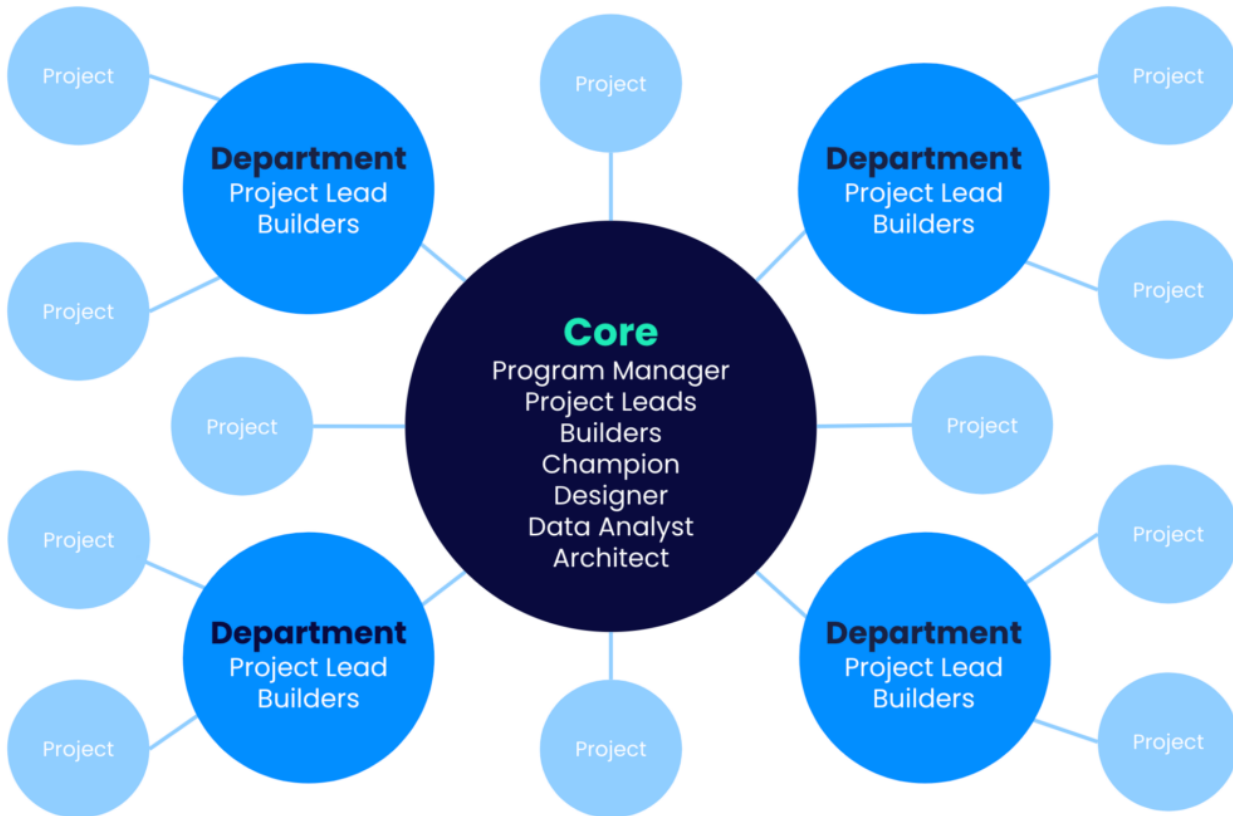 Project
Project
Project
Department
Project Lead
Builders
Department
Project Lead
Builders
Project
Project
Core
Program Manager
Project Leads
Builders
Champion
Designer
Data Analyst
Architect
Project
Project
Project
Project
Department
Project Lead
Builders
Department
Project Lead
Builders
Project
Project
Project